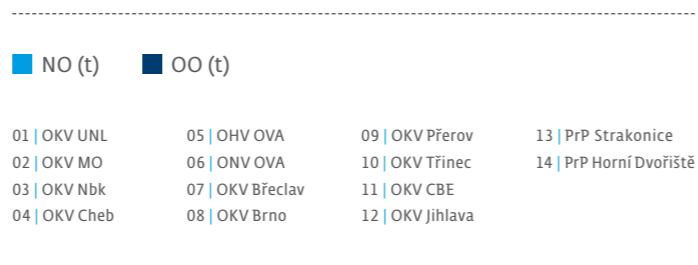 NO (t) OO (t)
01 | OKV UNL
02 | OKV MO
03 | OKV Nbk
04 | OKV Cheb
05 | OHV OVA
06 | ONV OVA
07 | OKV Břeclav
08 | OKV Brno
09 | OKV Přerov
10 | OKV Třinec
11 | OKV CBE
12 | OKV Jihlava
13 | PrP Strakonice
14 | PrP Horní Dvořiště